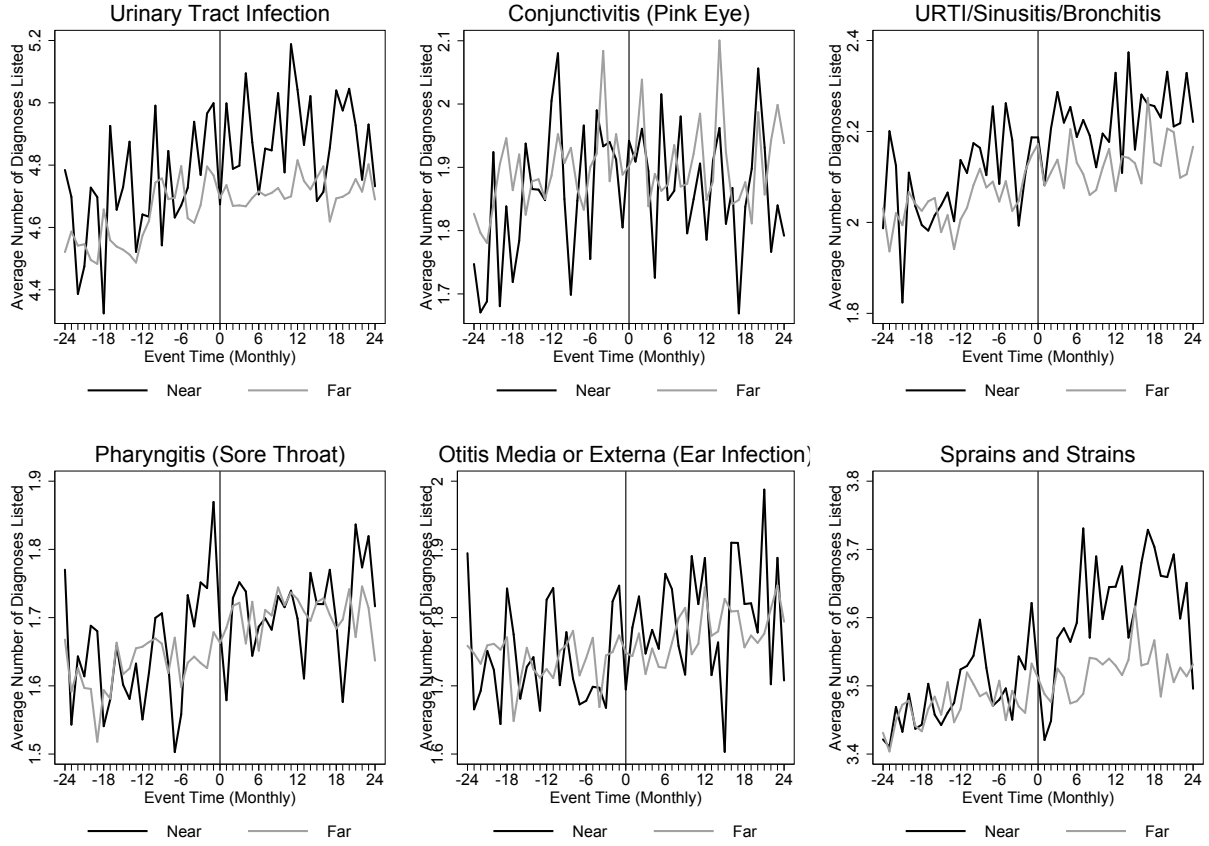 Urinary Tract Infection
Average Number of Diagnoses Listed
5.2
5
4.8
4.6
4.4
-24 -18 -12 -6 0 6 12 18 24
Event Time (Monthly)
Near Far
Conjunctivitis (Pink Eye)
Average Number of Diagnoses Listed
2.1
2
1.9
1.8
1.7
-24 -18 -12 -6 0 6 12 18 24
Event Time (Monthly)
Near Far
URTI/Sinusitis/Bronchitis
Average Number of Diagnoses Listed
2.4
2.2
2
1.8
-24 -18 -12 -6 0 6 12 18 24
Event Time (Monthly)
Near Far
Pharyngitis (Sore Throat)
Average Number of Diagnoses Listed
1.9
1.8
1.7
1.6
1.5
-24 -18 -12 -6 0 6 12 18 24
Event Time (Monthly)
Near Far
Otitis Media or Externa (Ear Infection)
Average Number of Diagnoses Listed
2
1.9
1.8
1.7
1.6
-24 -18 -12 -6 0 6 12 18 24
Event Time (Monthly)
Near Far
Sprains and Strains
Average Number of Diagnoses Listed
3.8
3.7
3.6
3.5
3.4
-24 -18 -12 -6 0 6 12 18 24
Event Time (Monthly)
Near Far